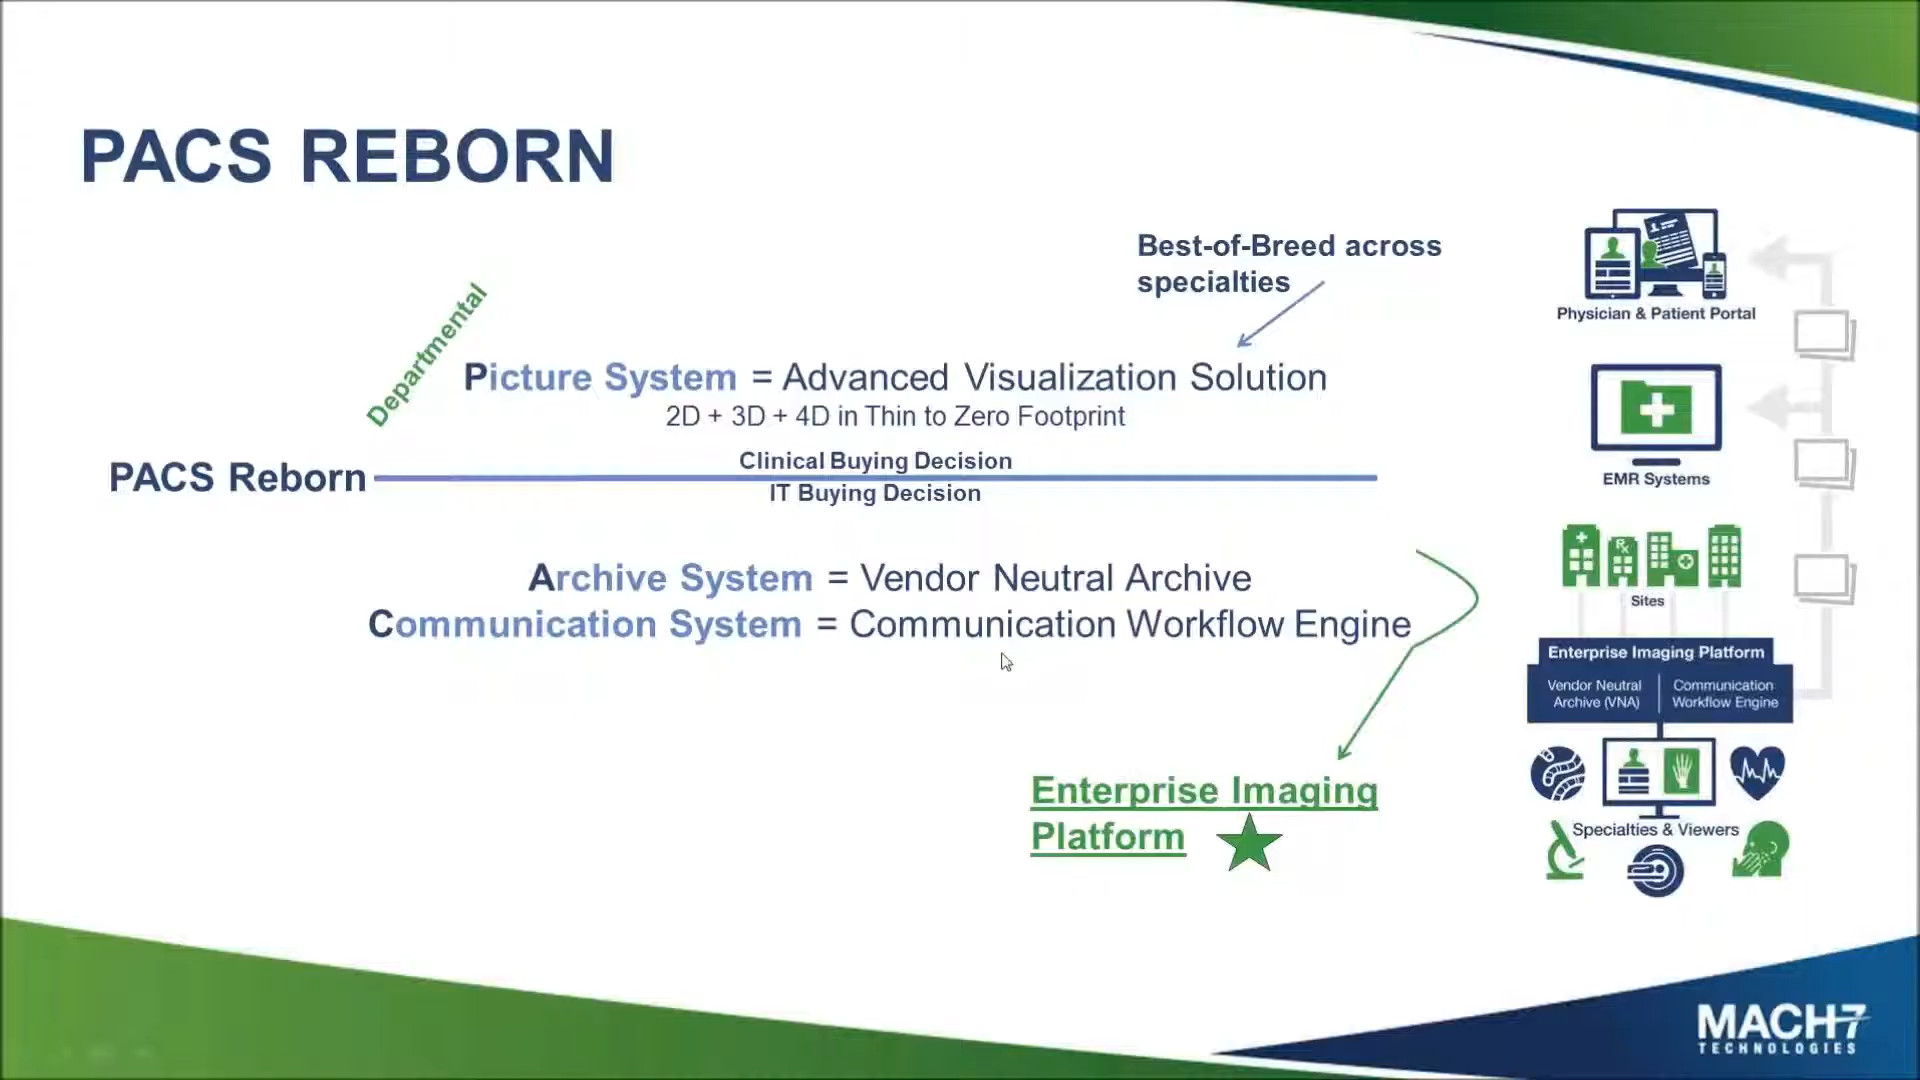 PACS REBORN
Best-of-Breed across
specialties
Departmental
Picture System = Advanced Visualization Solution
2D + 3D + 4D in Thin to Zero Footprint
Clinical Buying Decision
PACS Reborn
IT Buying Decision
Archive System = Vendor Neutral Archive
Communication System = Communication Workflow Engine
Enterprise Imaging
Platform
Physician & Patient Portal
EMR Systems
Rx
Sites
Enterprise Imaging Platform
Vendor Neutral
Archive (VNA)
Communication
Workflow Engine
Specialties & Viewers
MACH7
TECHNOLOGIES